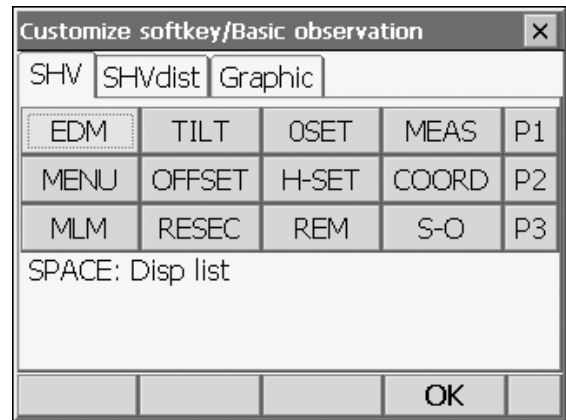 Customize softkey/Basic observation ×
SHV SHVdist Graphic
EDM TILT 0SET MEAS P1
MENU OFFSET H-SET COORD P2
MLM RESEC REM S-O P3
SPACE: Disp list
OK